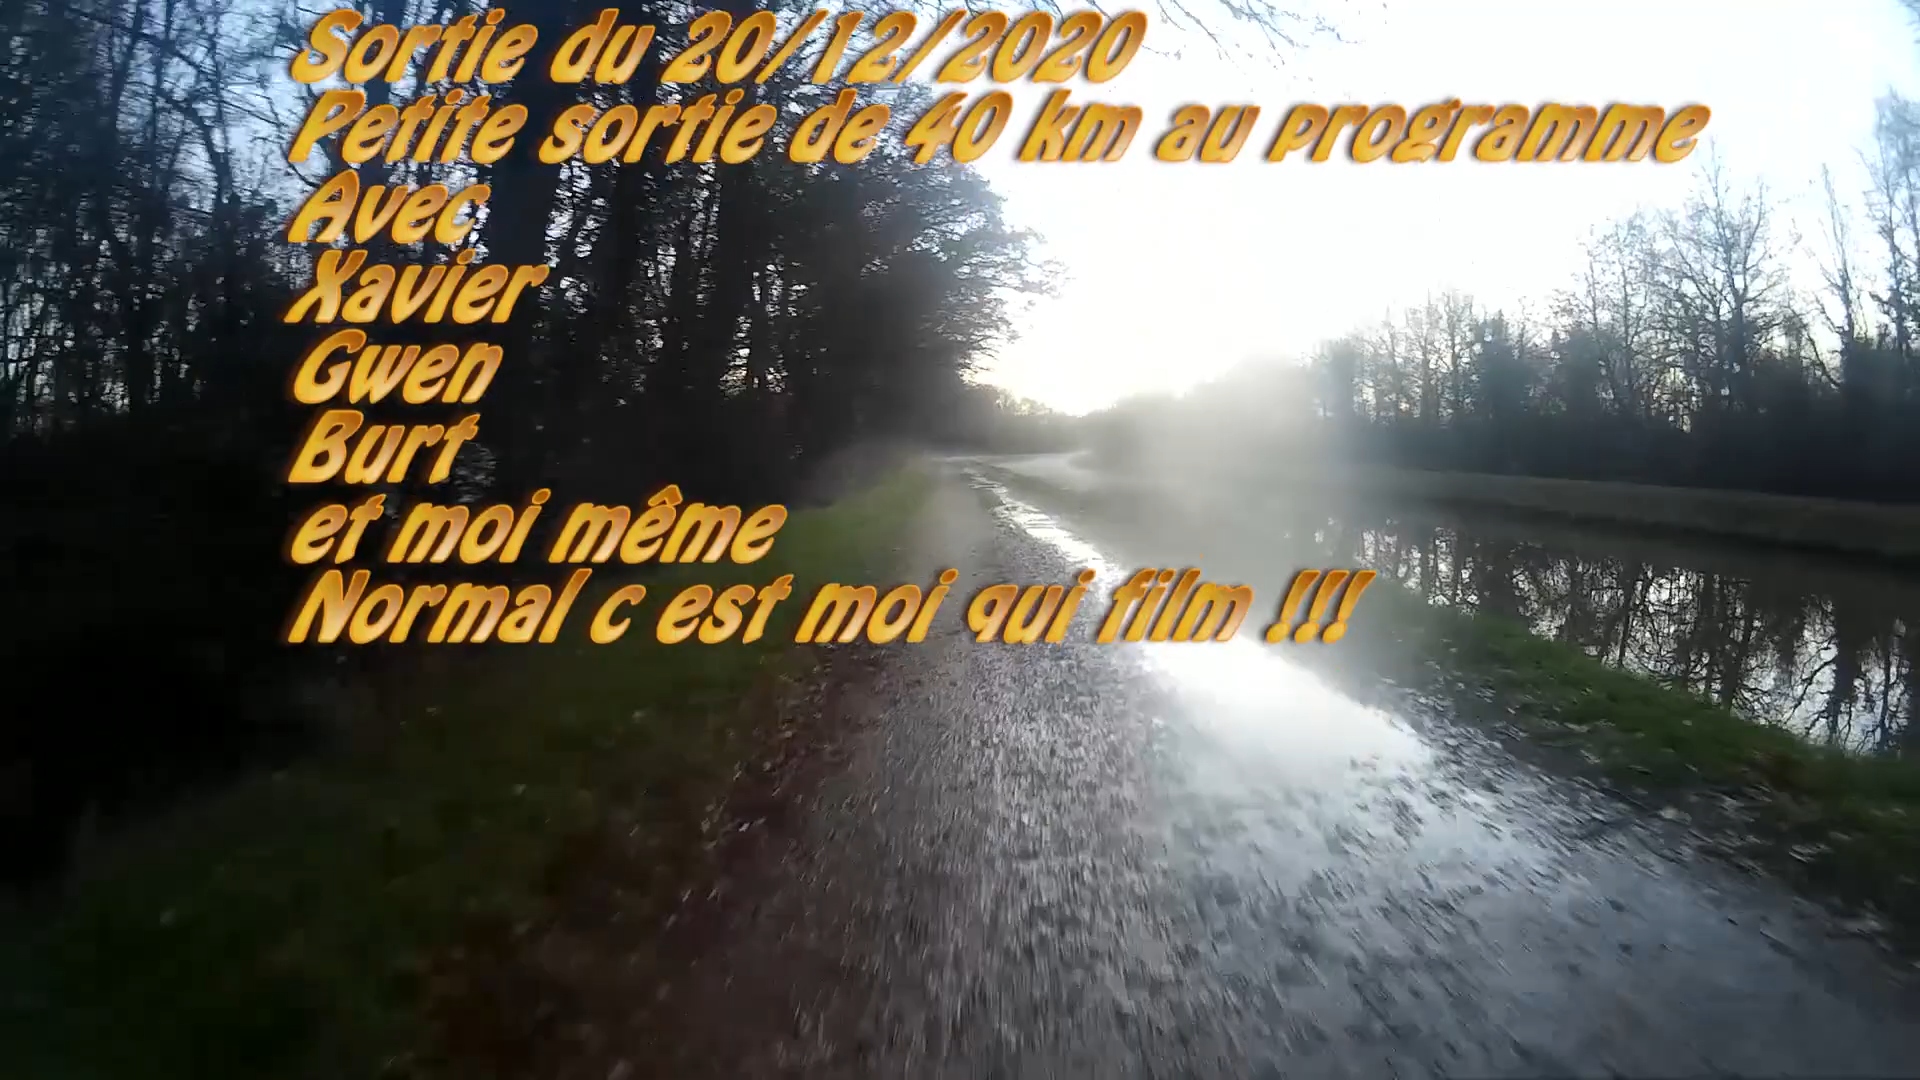 Sortie du 20/12/2020
Petite sortie de 40 km au programme
Avec
Xavier
Gwen
Burt
et moi même
Normal c est moi qui film !!!